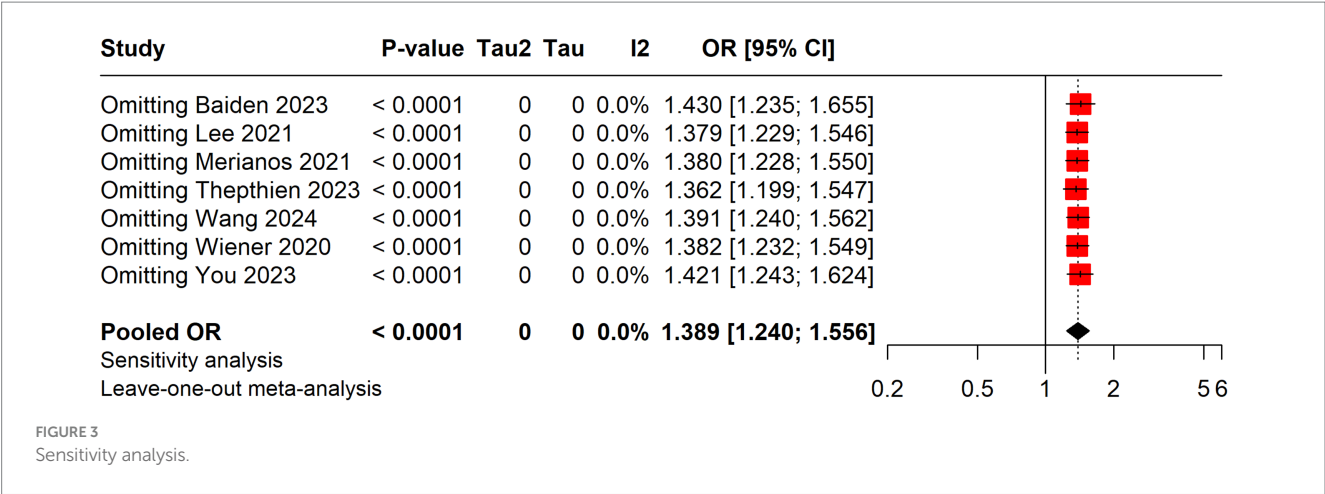 Study P-value Tau2 Tau I2 OR [95% CI]
Omitting Baiden 2023 < 0.0001 0 0 0.0% 1.430 [1.235; 1.655]
Omitting Lee 2021 < 0.0001 0 0 0.0% 1.379 [1.229; 1.546]
Omitting Merianos 2021 < 0.0001 0 0 0.0% 1.380 [1.228; 1.550]
Omitting Thepthien 2023 < 0.0001 0 0 0.0% 1.362 [1.199; 1.547]
Omitting Wang 2024 < 0.0001 0 0 0.0% 1.391 [1.240; 1.562]
Omitting Wiener 2020 < 0.0001 0 0 0.0% 1.382 [1.232; 1.549]
Omitting You 2023 < 0.0001 0 0 0.0% 1.421 [1.243; 1.624]
Pooled OR < 0.0001 0 0 0.0% 1.389 [1.240; 1.556]
Sensitivity analysis
Leave-one-out meta-analysis
0.2 0.5 1 2 5 6
FIGURE 3
Sensitivity analysis.